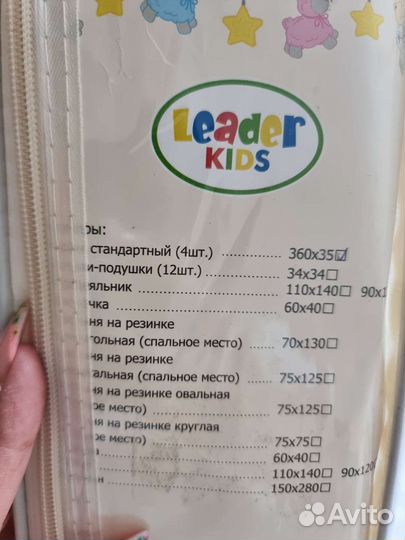 Leader
KIDS
ры:
стандартный (4шт.) 360x35
и-подушки (12шт.) 34x34
яльник 110x140 90x1
чка 60x40
ня на резинке
гольная (спальное место) 70x130
ня на резинке
кальная (спальное место) 75x125
ня на резинке овальная
ое место) 75x125
ня на резинке круглая
ое место) 75x75
а 60x40
110x140 90x120
н 150x280
Avito